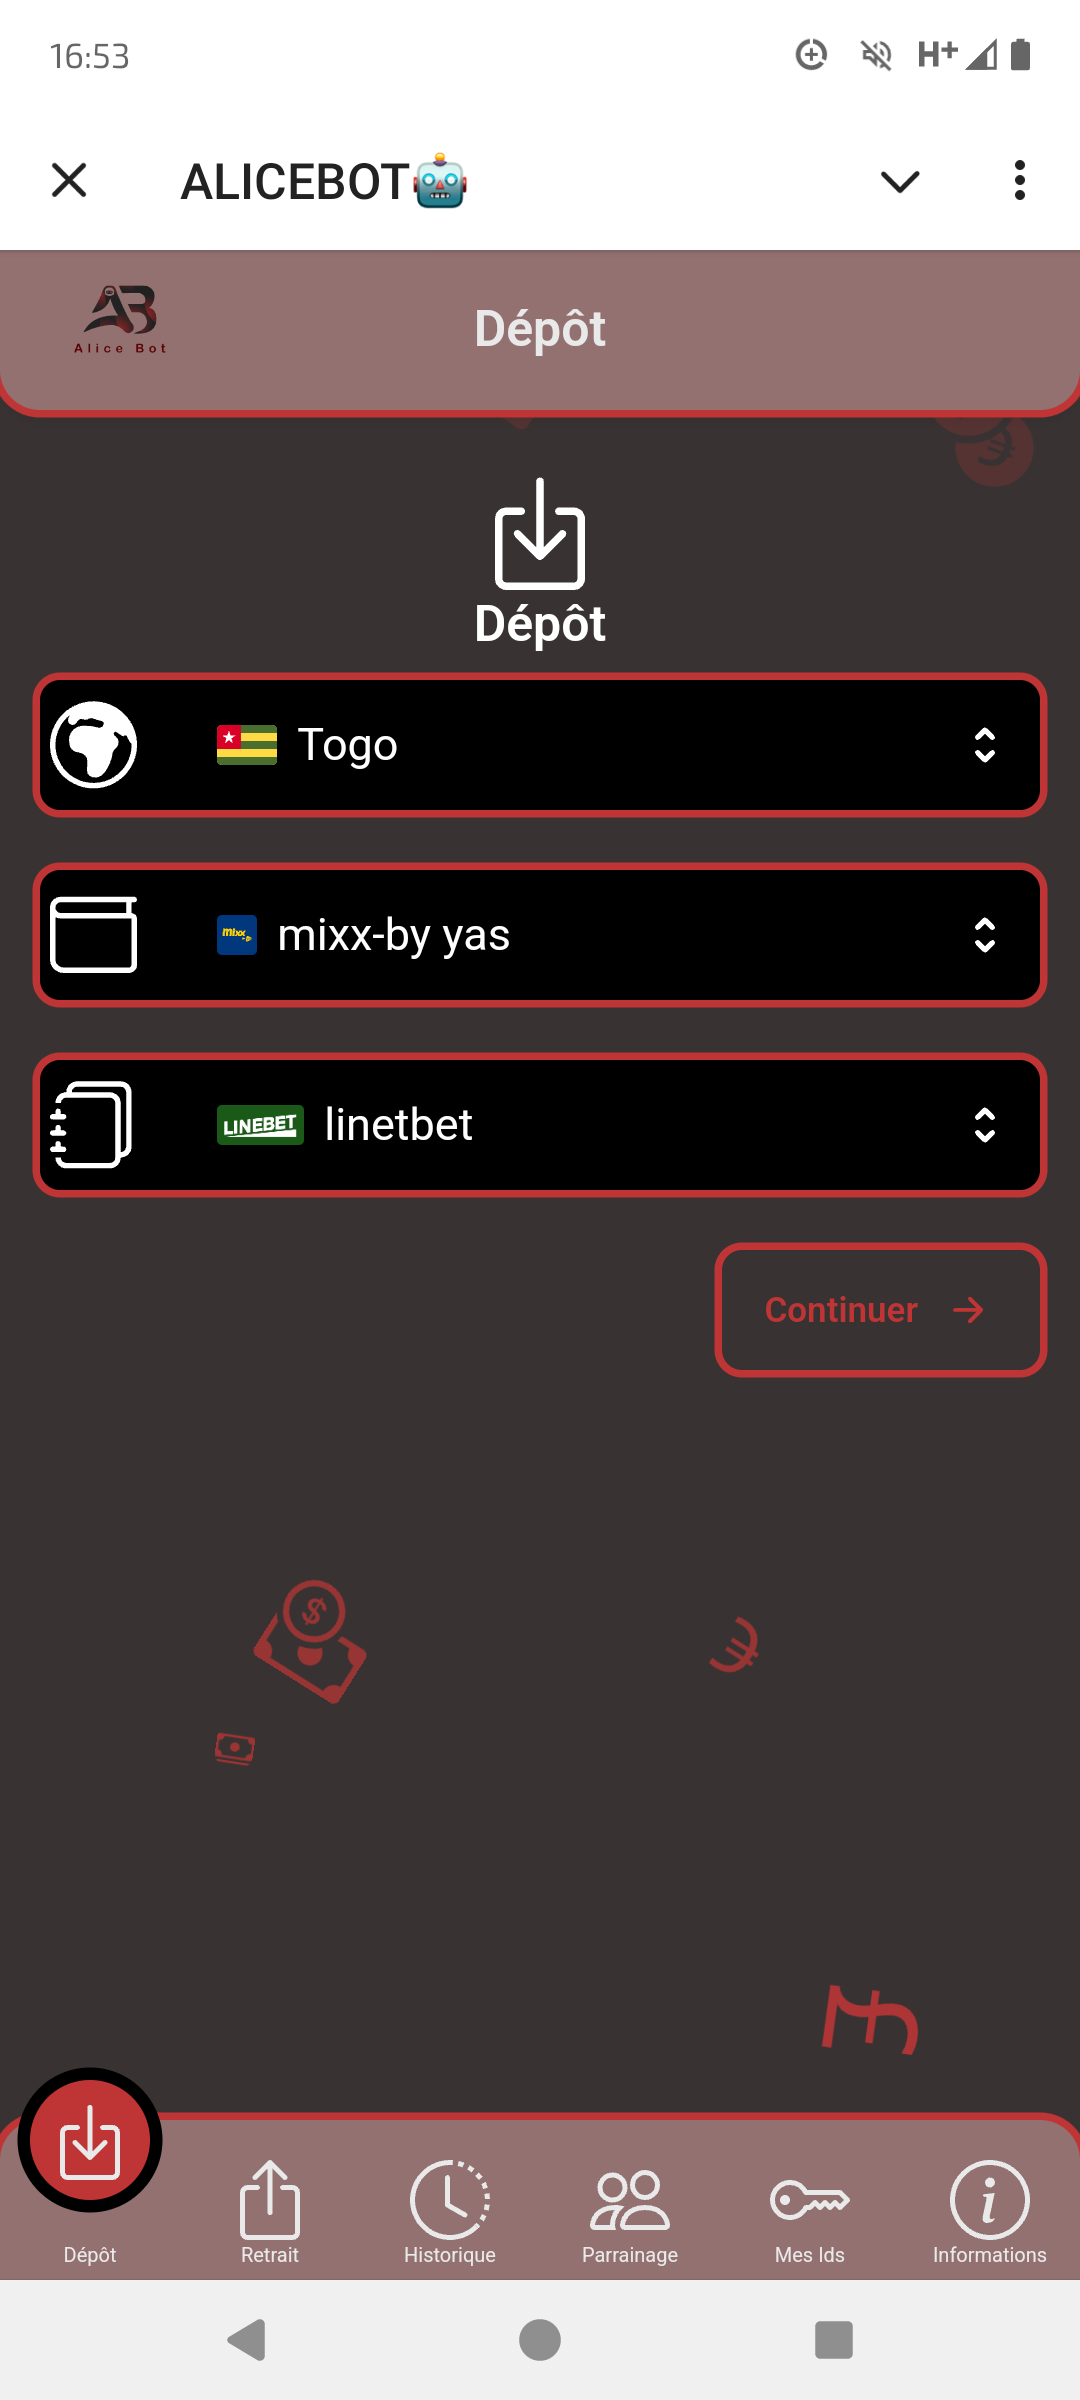 16:53
H+
ALICEBOT🤖
AB
Alice Bot
Dépôt
Dépôt
Togo
mixx mixx-by yas
LINEBET linetbet
Continuer →
Dépôt
Retrait
Historique
Parrainage
Mes Ids
Informations